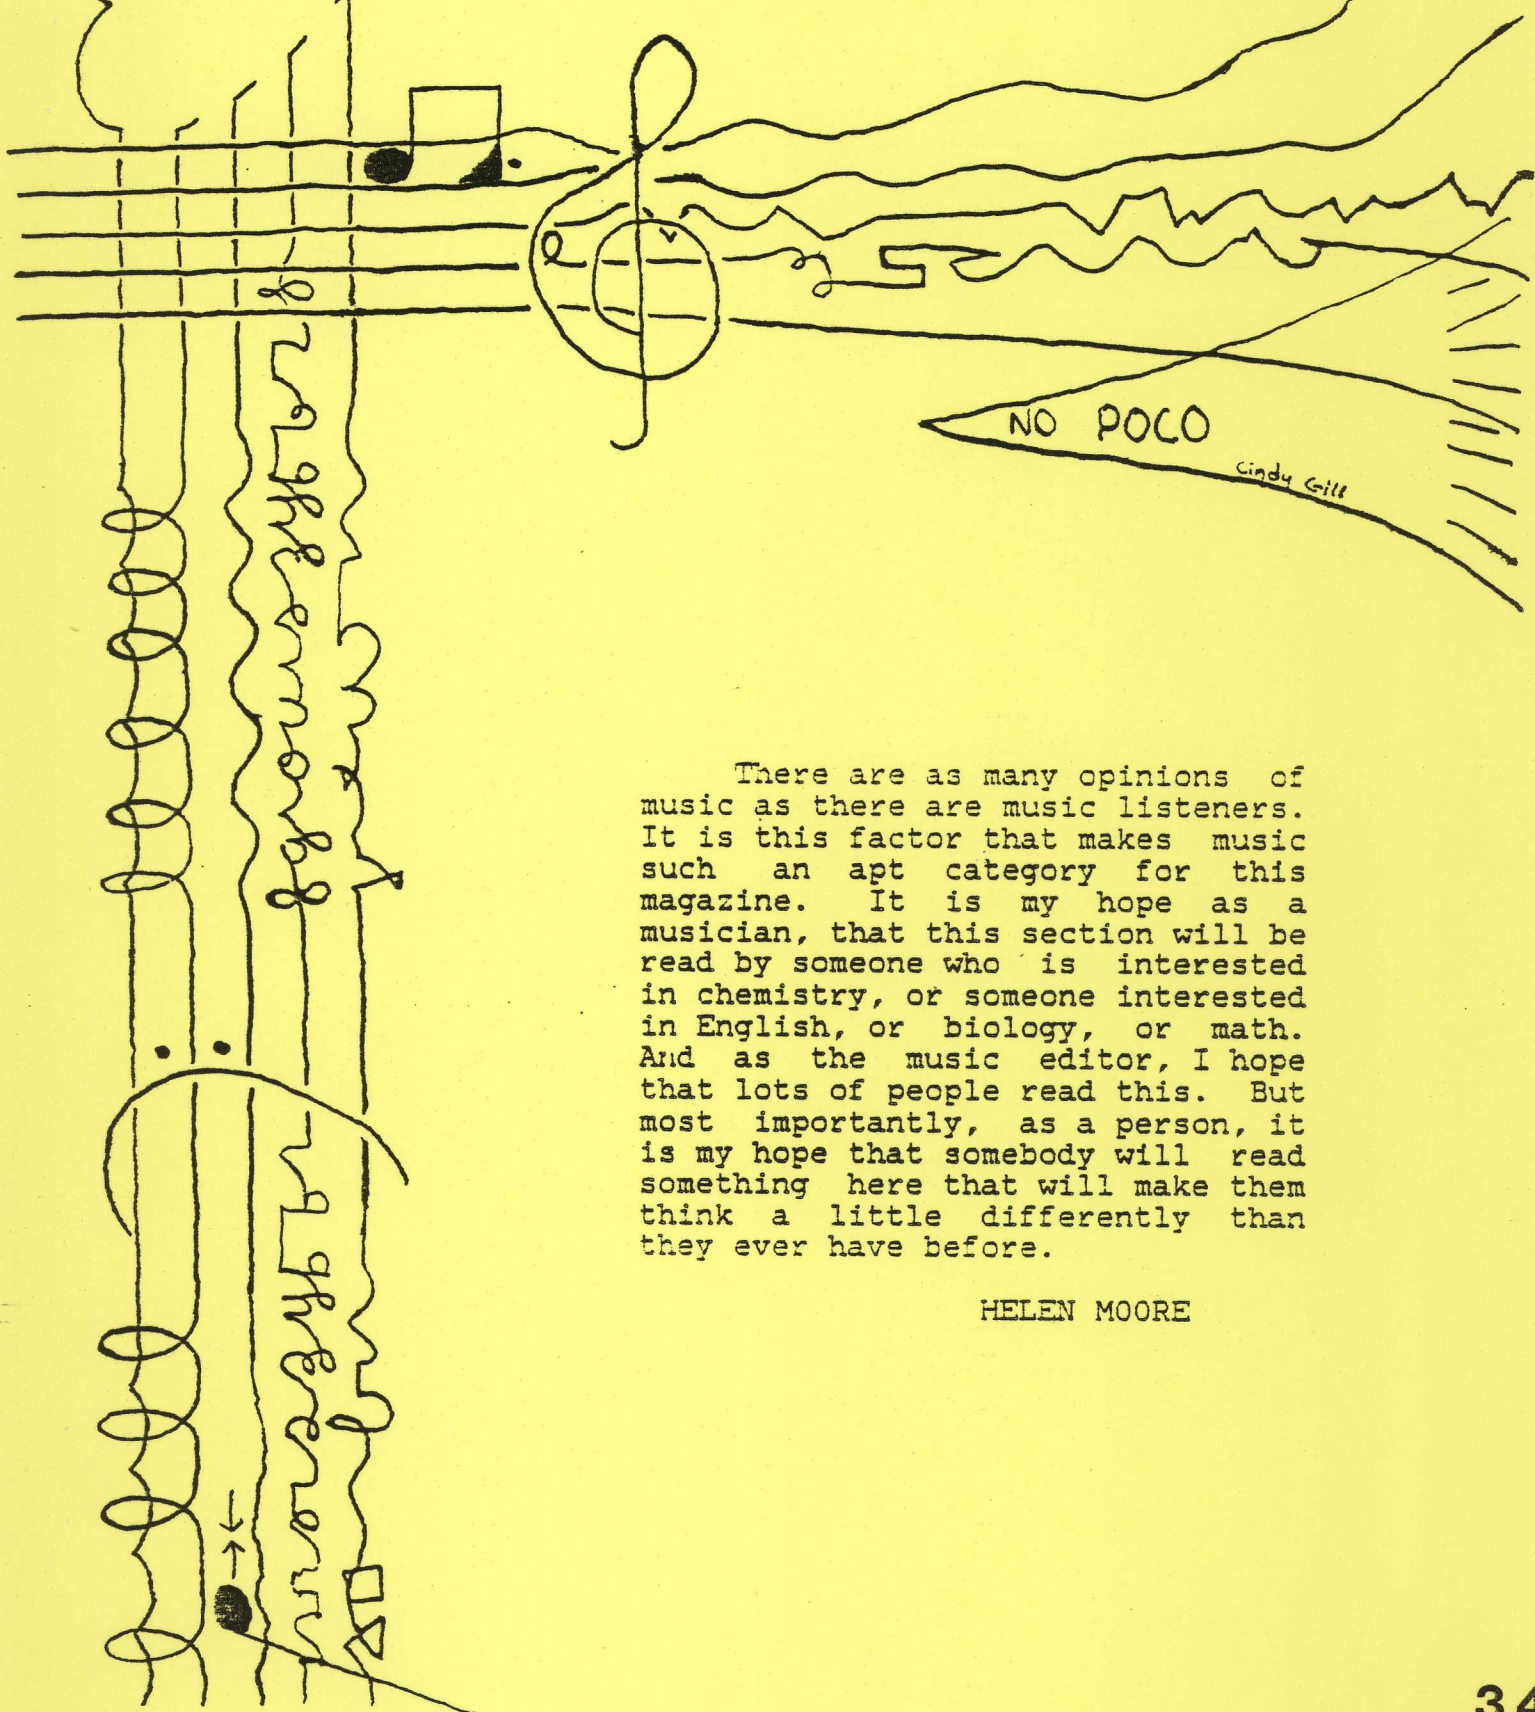 NO POCO
Cindy Gill
There are as many opinions of
music as there are music listeners.
It is this factor that makes music
such an apt category for this
magazine. It is my hope as a
musician, that this section will be
read by someone who is interested
in chemistry, or someone interested
in English, or biology, or math.
And as the music editor, I hope
that lots of people read this. But
most importantly, as a person, it
is my hope that somebody will read
something here that will make them
think a little differently than
they ever have before.
HELEN MOORE
34